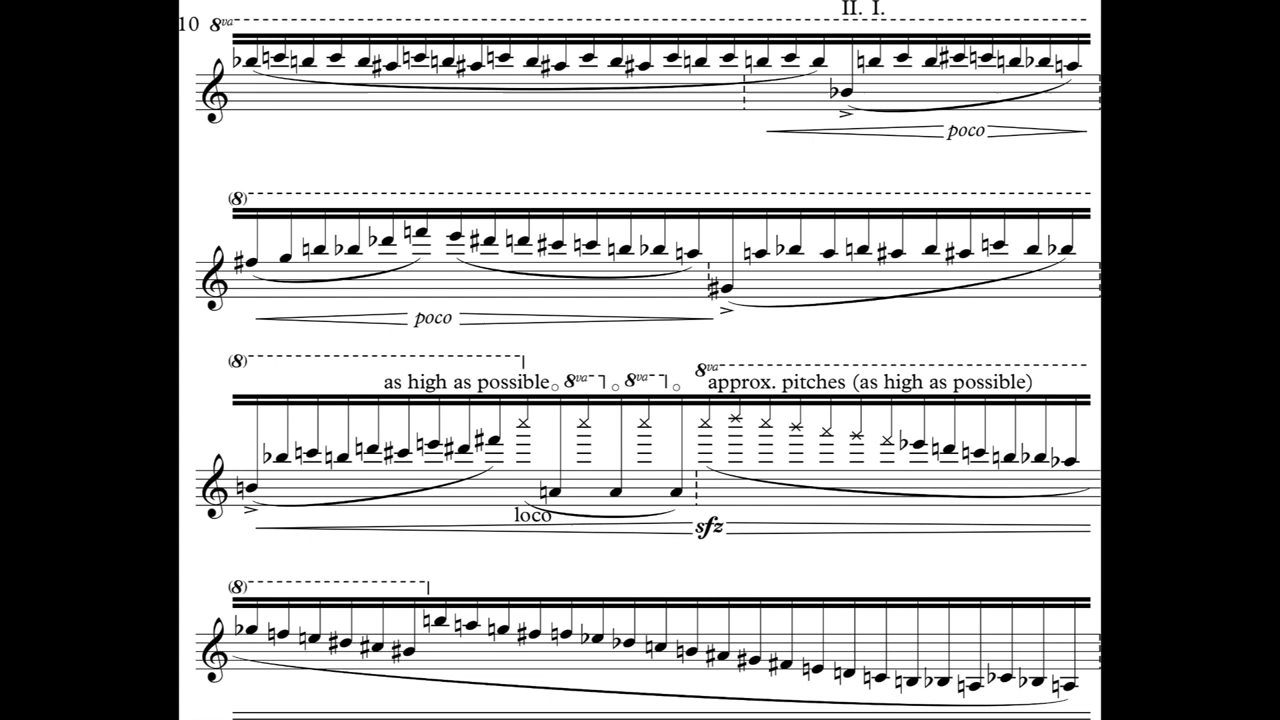 II. I.
10 8va
poco
(8)
poco
(8)
as high as possible 8va 8va 8va
approx. pitches (as high as possible)
loco
sfz
(8)